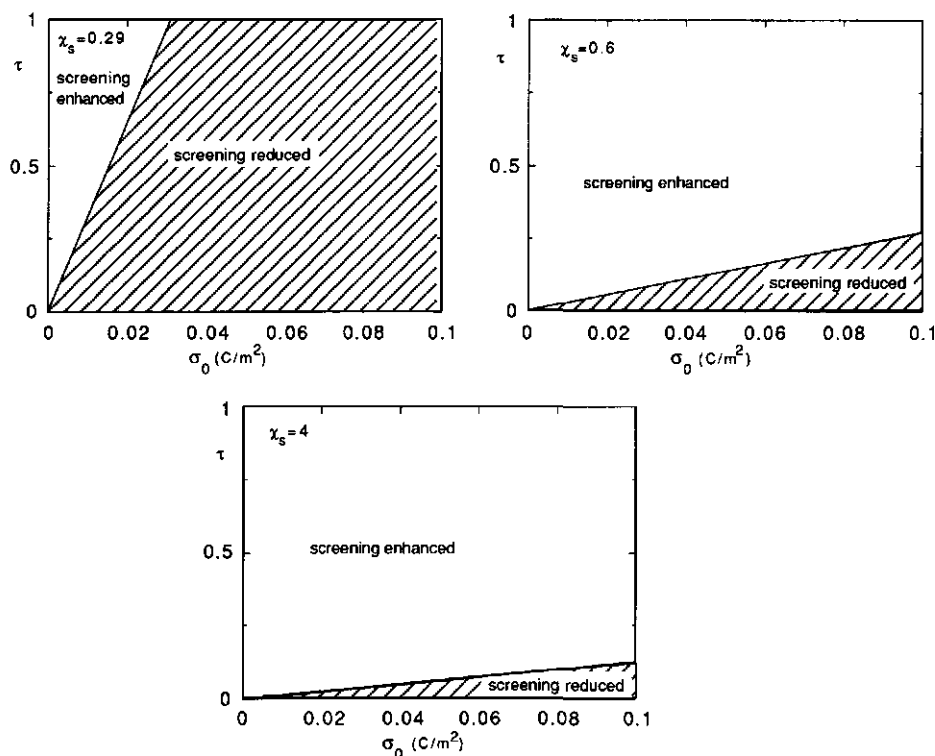 1
χs=0.29
τ
screening
enhanced
screening reduced
0.5
0
0 0.02 0.04 0.06 0.08 0.1
σ0 (C/m²)
1
χs=0.6
τ
0.5
screening enhanced
screening reduced
0
0 0.02 0.04 0.06 0.08 0.1
σ0 (C/m²)
1
χs=4
τ
0.5
screening enhanced
screening reduced
0
0 0.02 0.04 0.06 0.08 0.1
σ0 (C/m²)